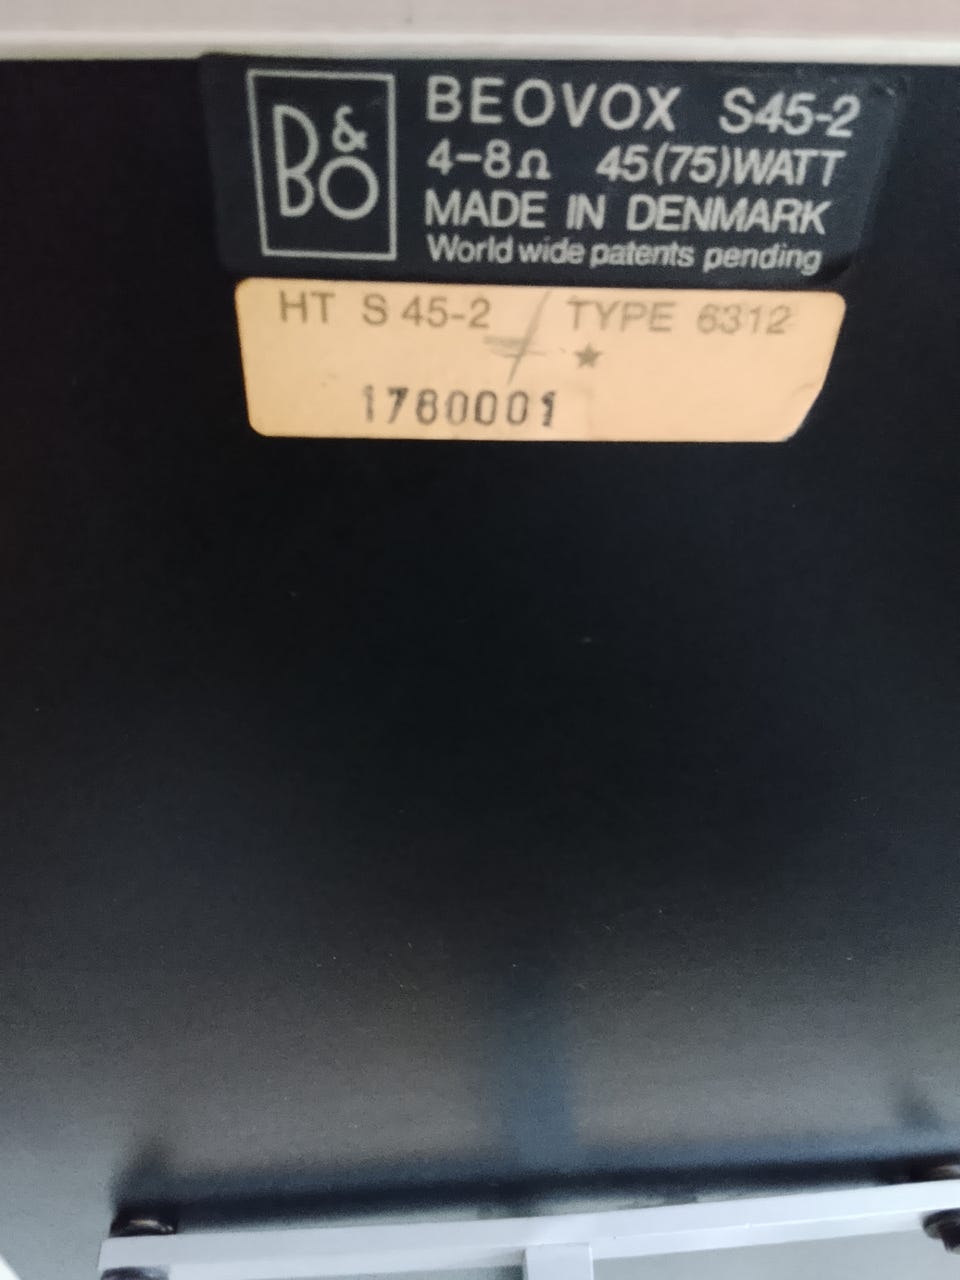 B&O
BEOVOX S45-2
4-8Ω 45(75)WATT
MADE IN DENMARK
World wide patents pending
HT S 45-2 TYPE 6312
★
1780001